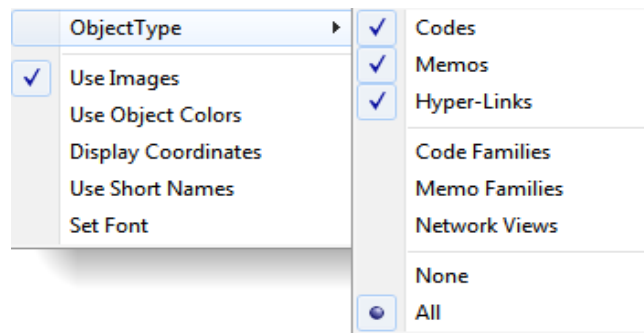 ObjectType
Use Images
Use Object Colors
Display Coordinates
Use Short Names
Set Font
Codes
Memos
Hyper-Links
Code Families
Memo Families
Network Views
None
All